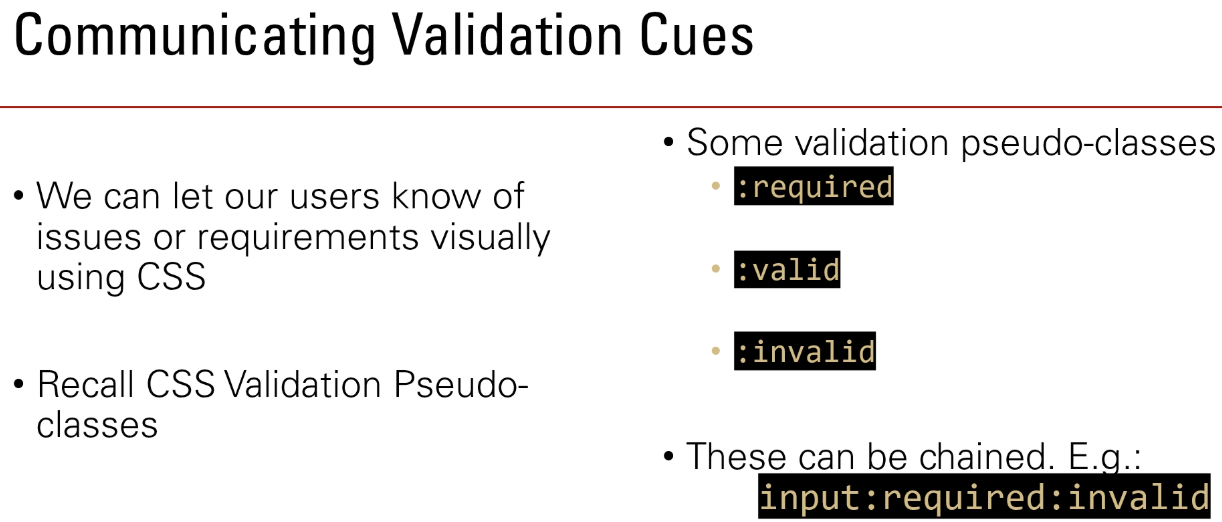 Communicating Validation Cues
• We can let our users know of
issues or requirements visually
using CSS
• Recall CSS Validation Pseudo-
classes
• Some validation pseudo-classes
• :required
• :valid
• :invalid
• These can be chained. E.g.:
input:required:invalid